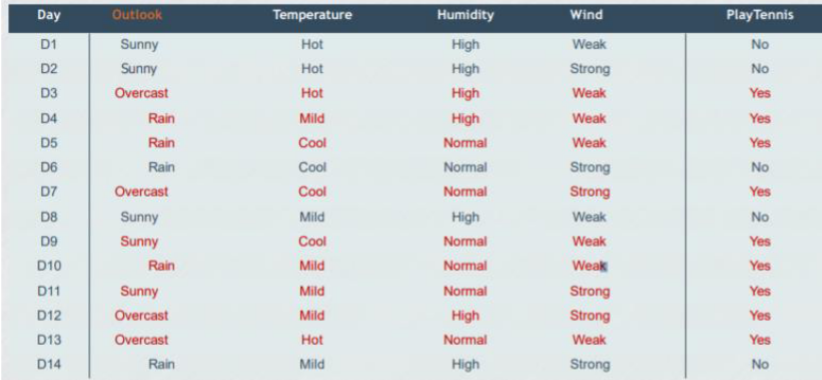 Day Outlook Temperature Humidity Wind PlayTennis
D1 Sunny Hot High Weak No
D2 Sunny Hot High Strong No
D3 Overcast Hot High Weak Yes
D4 Rain Mild High Weak Yes
D5 Rain Cool Normal Weak Yes
D6 Rain Cool Normal Strong No
D7 Overcast Cool Normal Strong Yes
D8 Sunny Mild High Weak No
D9 Sunny Cool Normal Weak Yes
D10 Rain Mild Normal Weak Yes
D11 Sunny Mild Normal Strong Yes
D12 Overcast Mild High Strong Yes
D13 Overcast Hot Normal Weak Yes
D14 Rain Mild High Strong No